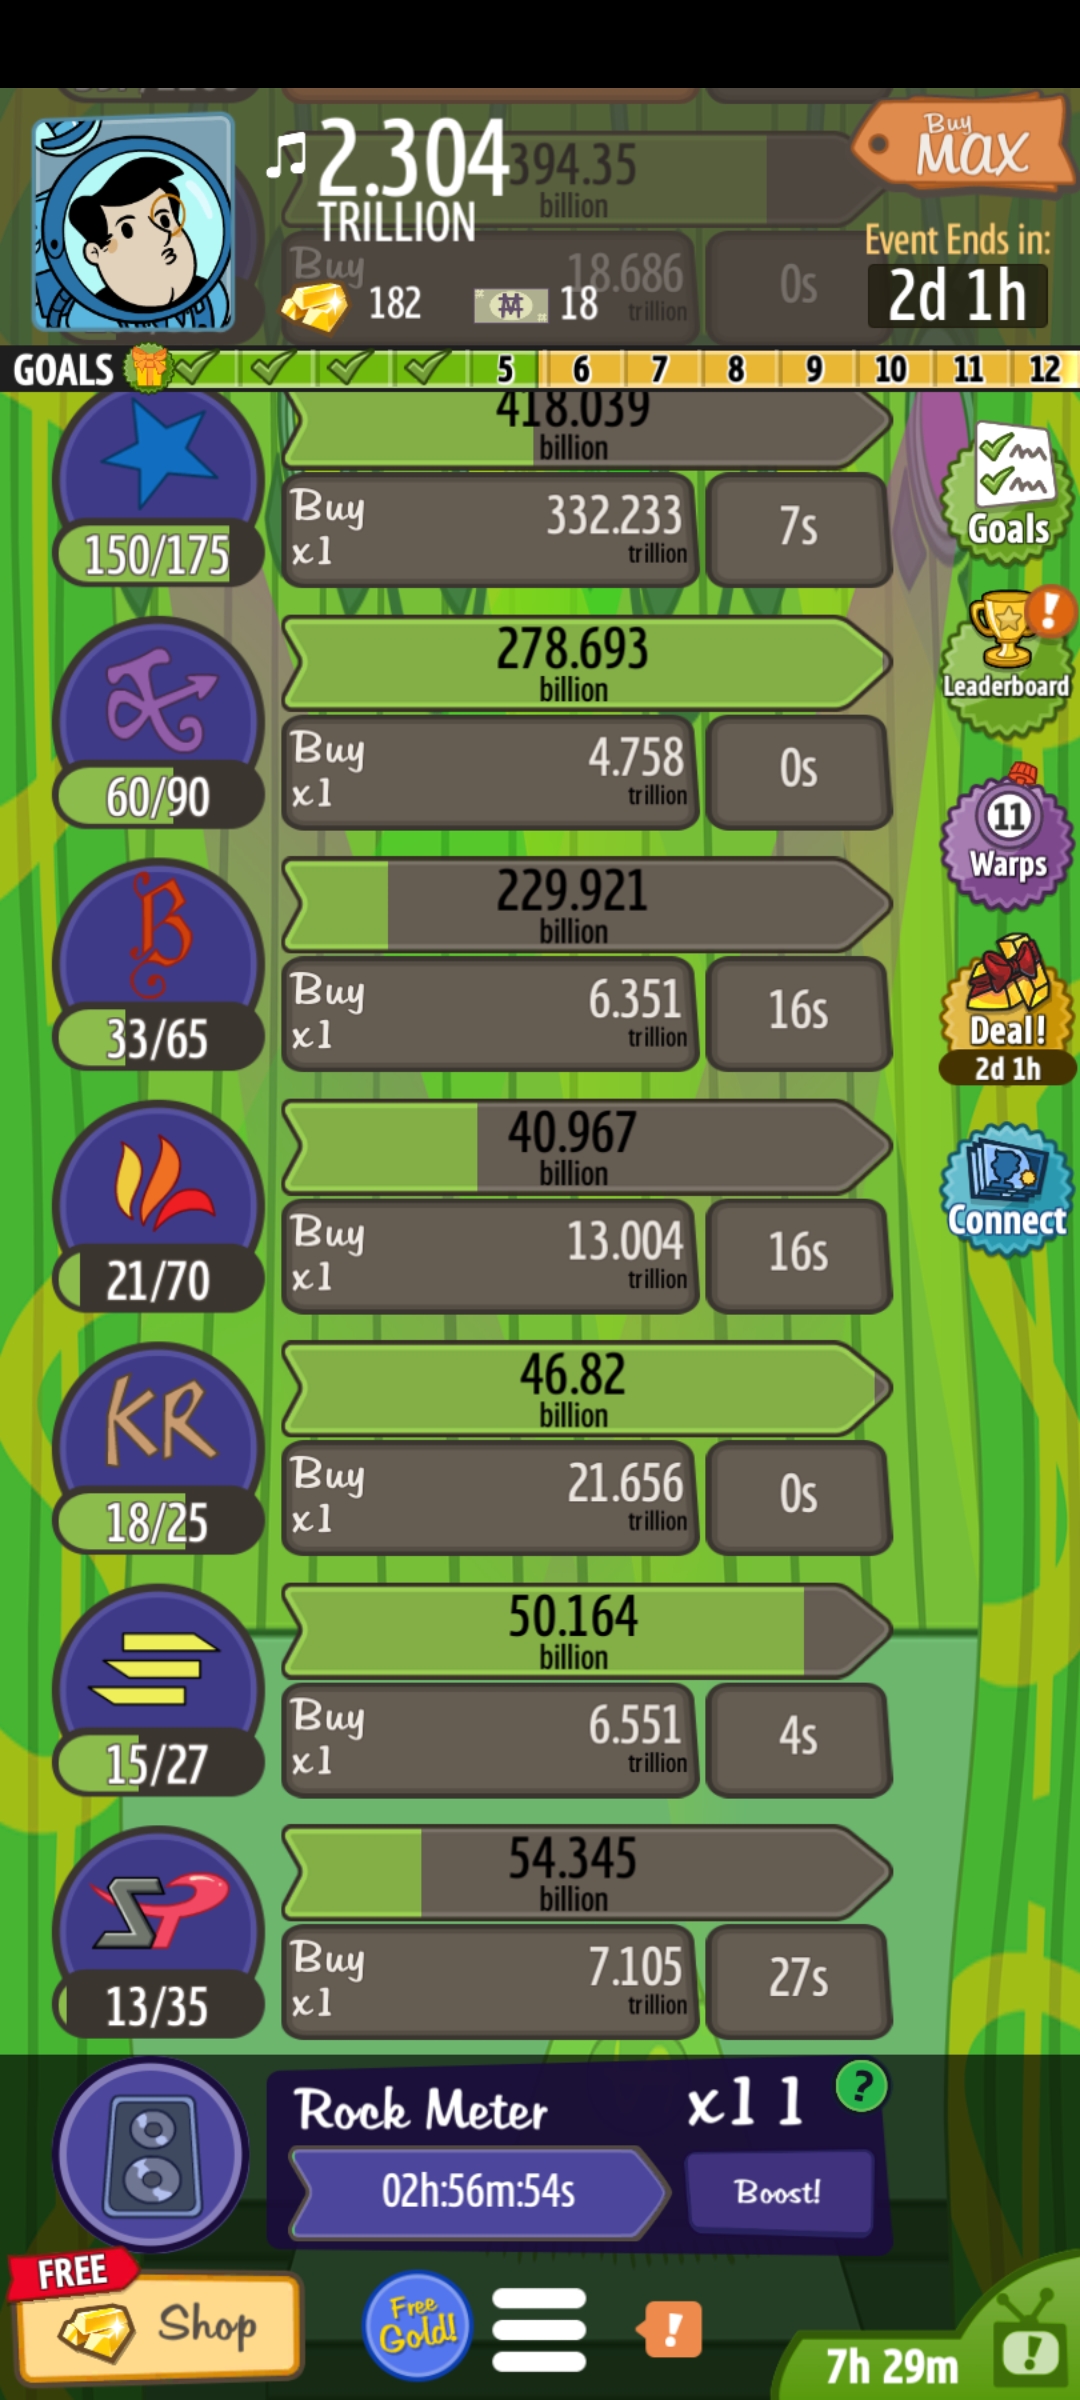 2.304
TRILLION
394.35
billion
Buy
MAX
Event Ends in:
2d 1h
Buy
18.686
trillion
0s
182
18
GOALS
5 6 7 8 9 10 11 12
418.039
billion
Buy
x1
332.233
trillion
7s
150/175
Goals
278.693
billion
Buy
x1
4.758
trillion
0s
60/90
Leaderboard
229.921
billion
Buy
x1
6.351
trillion
16s
33/65
11
Warps
Deal!
2d 1h
40.967
billion
Buy
x1
13.004
trillion
16s
21/70
Connect
KR
46.82
billion
Buy
x1
21.656
trillion
0s
18/25
50.164
billion
Buy
x1
6.551
trillion
4s
15/27
54.345
billion
Buy
x1
7.105
trillion
27s
13/35
Rock Meter
x11
?
02h:56m:54s
Boost!
FREE
Shop
Free
Gold!
!
7h 29m
!